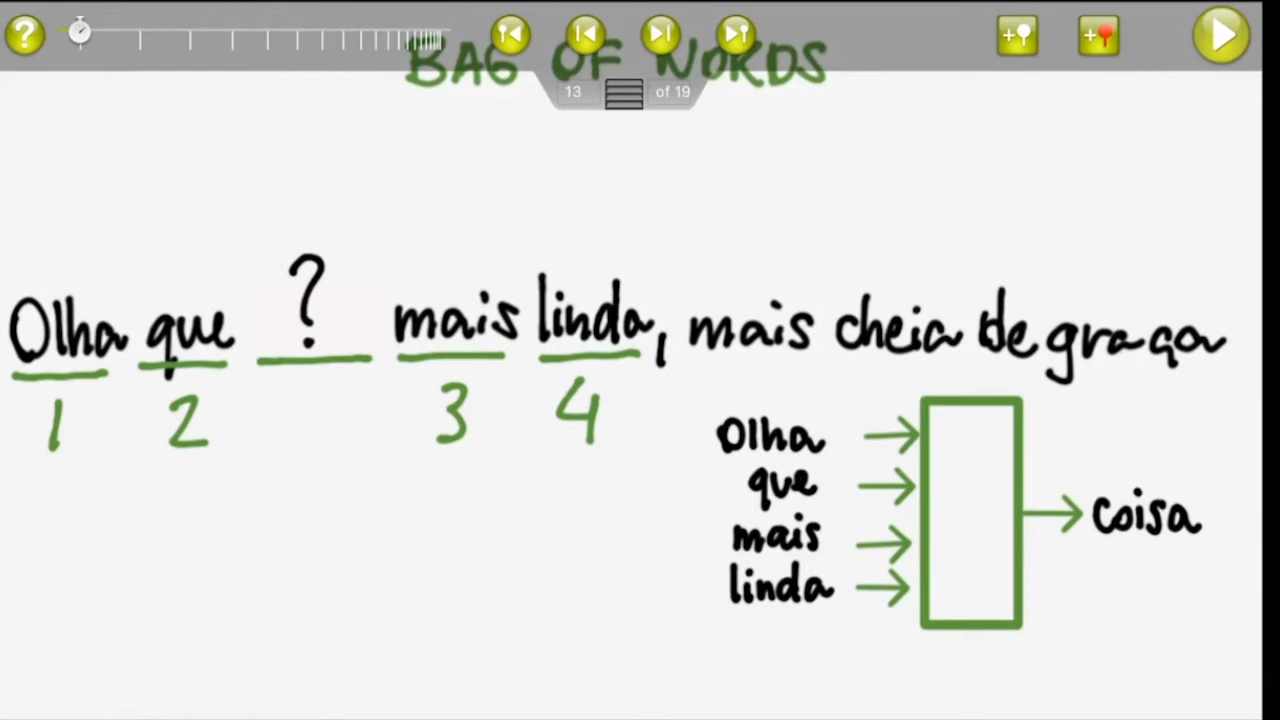 BAG OF WORDS
13 of 19
Olha que ? mais linda, mais cheia de graça
1 2 3 4
olha
que
mais
linda
coisa